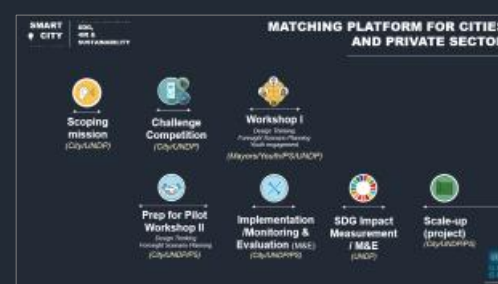 SMART
CITY
SDG,
4IR &
SUSTAINABILITY
MATCHING PLATFORM FOR CITIES
AND PRIVATE SECTOR
Scoping
mission
(City/UNDP)
Challenge
Competition
(City/UNDP)
Workshop I
Design Thinking
Foresight Scenario Planning
Youth engagement
(Mayors/Youth/PS/UNDP)
Prep for Pilot
Workshop II
Design Thinking
Foresight Scenario Planning
(City/UNDP/PS)
Implementation
/Monitoring &
Evaluation (M&E)
(City/UNDP/PS)
SDG Impact
Measurement
/ M&E
(UNDP)
Scale-up
(project)
(City/UNDP/PS)